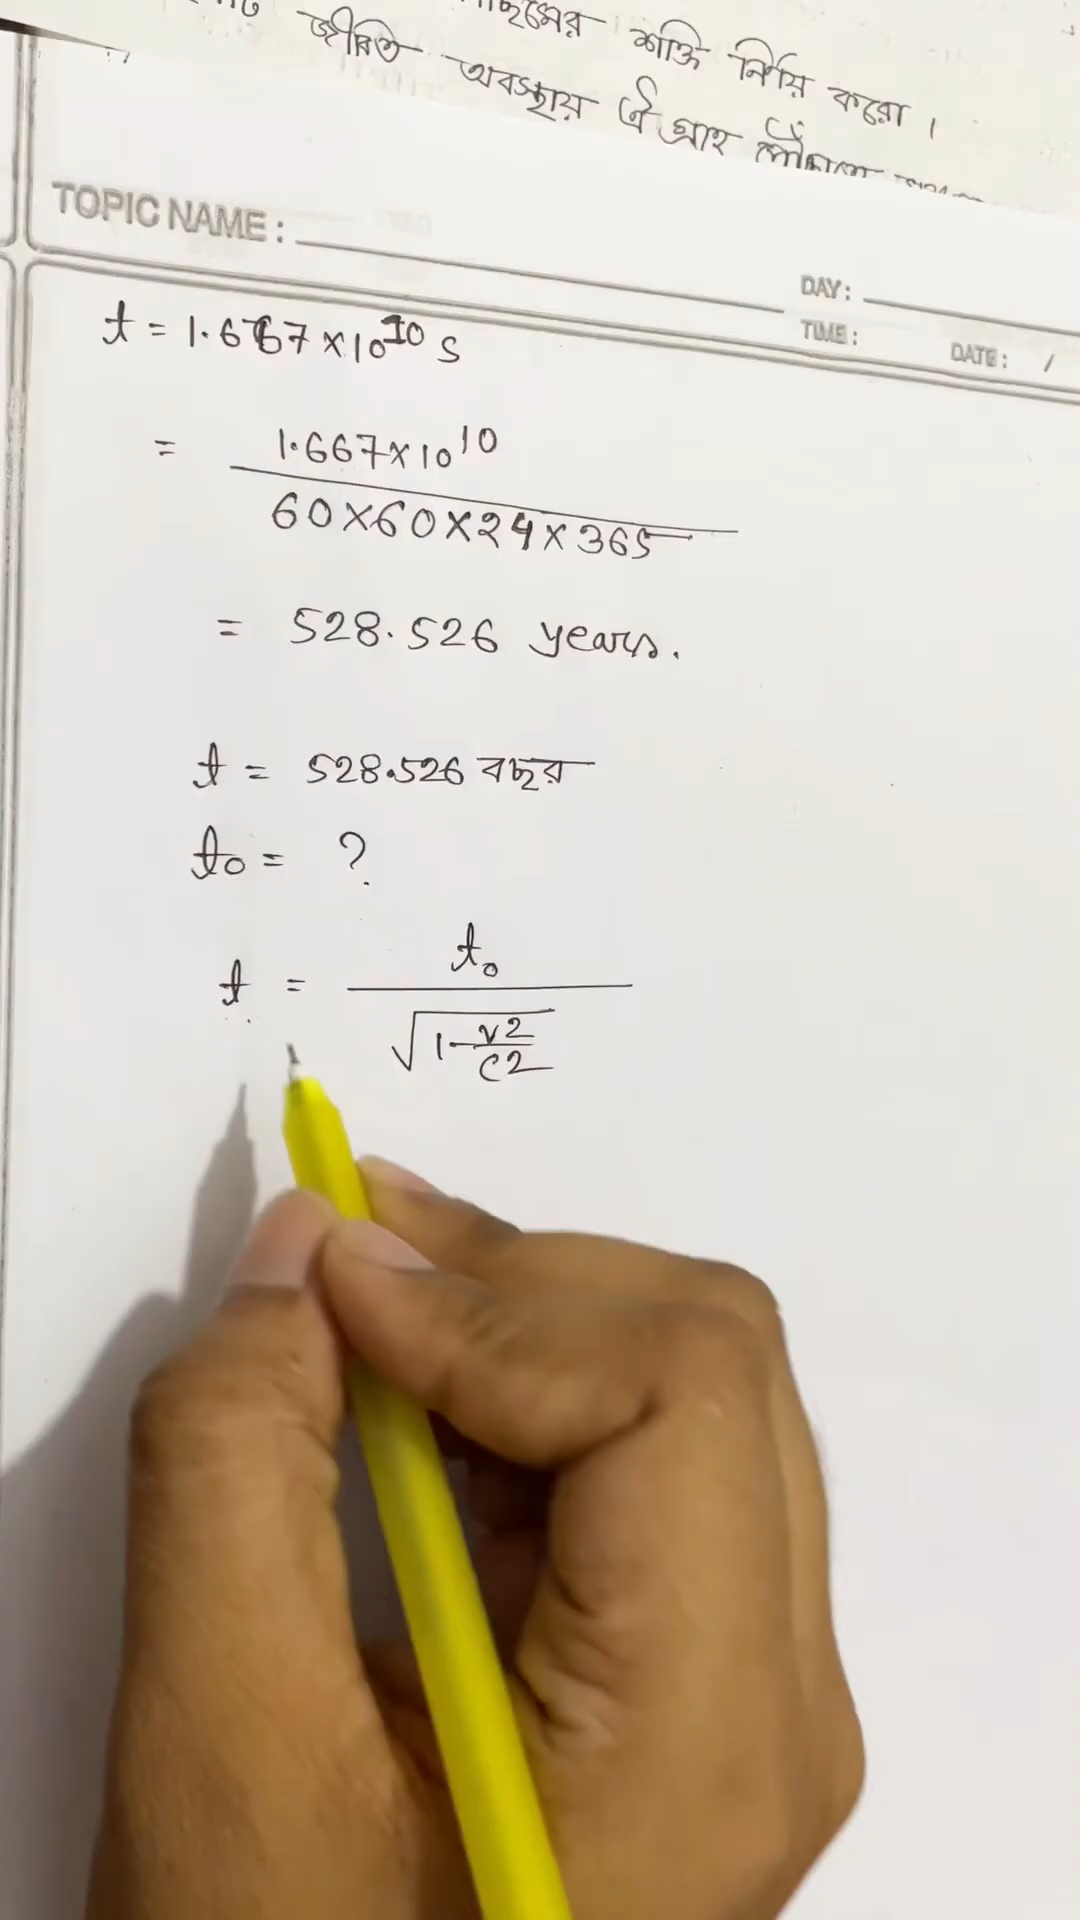 শক্তি নির্ণয় করো।
জীবিত অবস্থায় ঐ গ্রহে
TOPIC NAME :
DAY :
TIME :
DATE : /
t = 1.667 × 10^10 s
= 1.667×10^10 / 60×60×24×365
= 528.526 years.
t = 528.526 বছর
t₀ = ?
t = t₀ / √(1 - v2/c2)